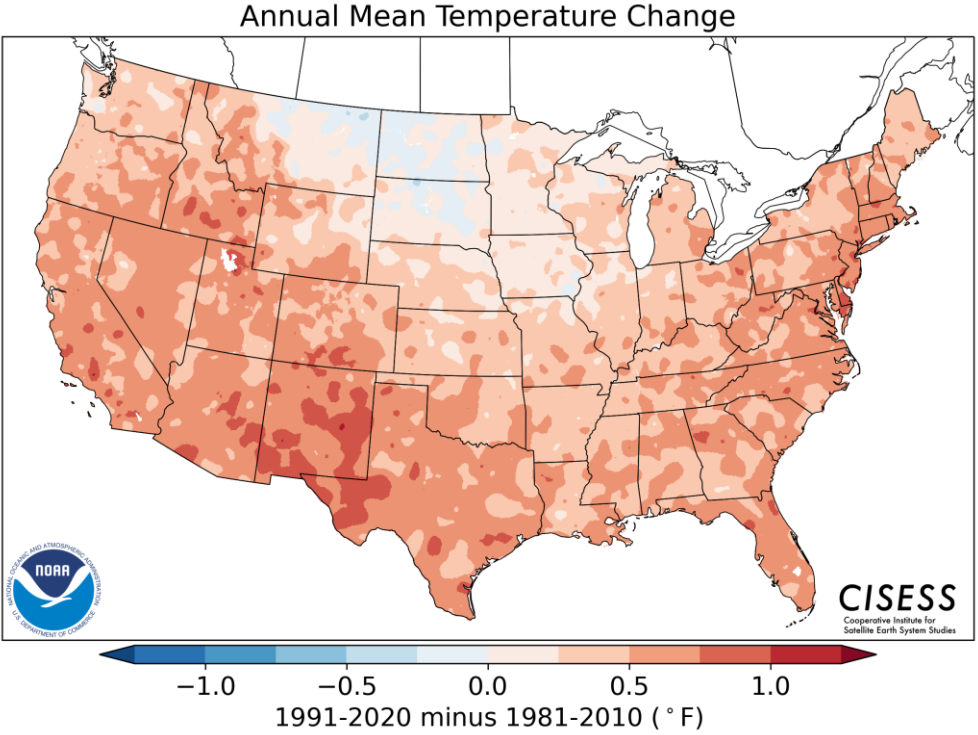 Annual Mean Temperature Change
NATIONAL OCEANIC AND ATMOSPHERIC ADMINISTRATION
NOAA
U.S. DEPARTMENT OF COMMERCE
CISESS
Cooperative Institute for
Satellite Earth System Studies
−1.0 −0.5 0.0 0.5 1.0
1991-2020 minus 1981-2010 (°F)